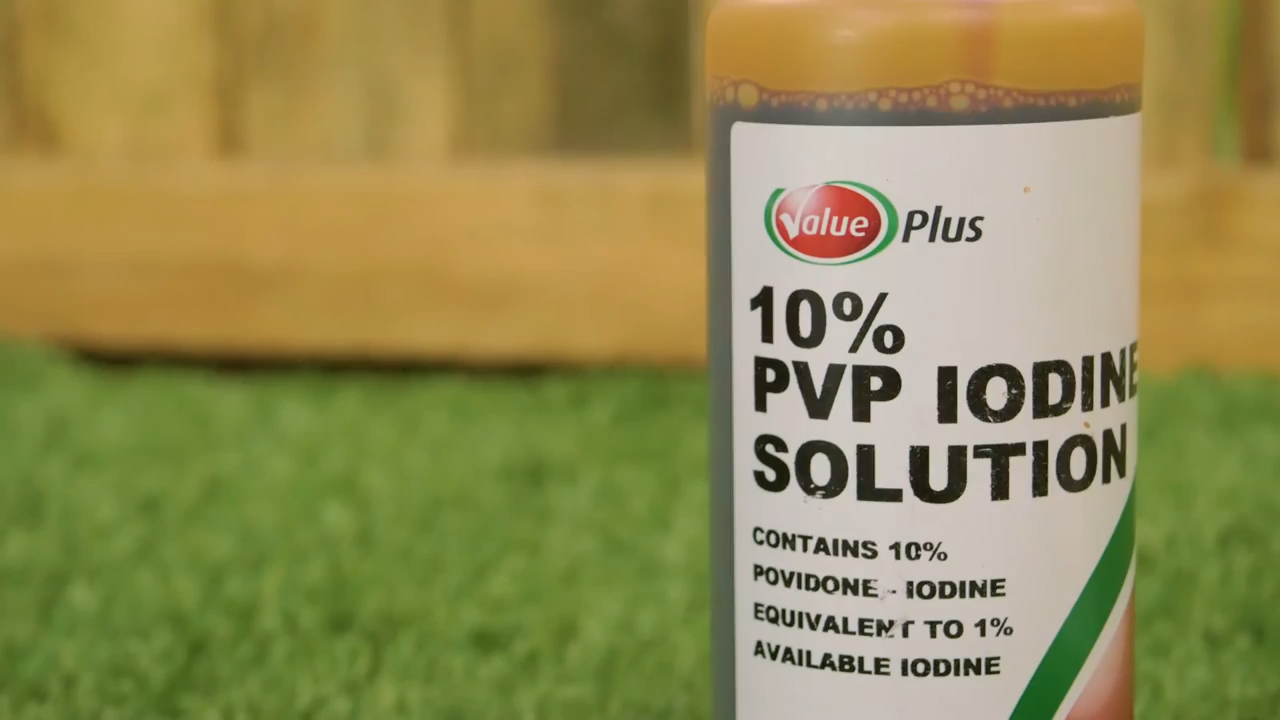 Value Plus
10%
PVP IODINE
SOLUTION
CONTAINS 10%
POVIDONE - IODINE
EQUIVALENT TO 1%
AVAILABLE IODINE